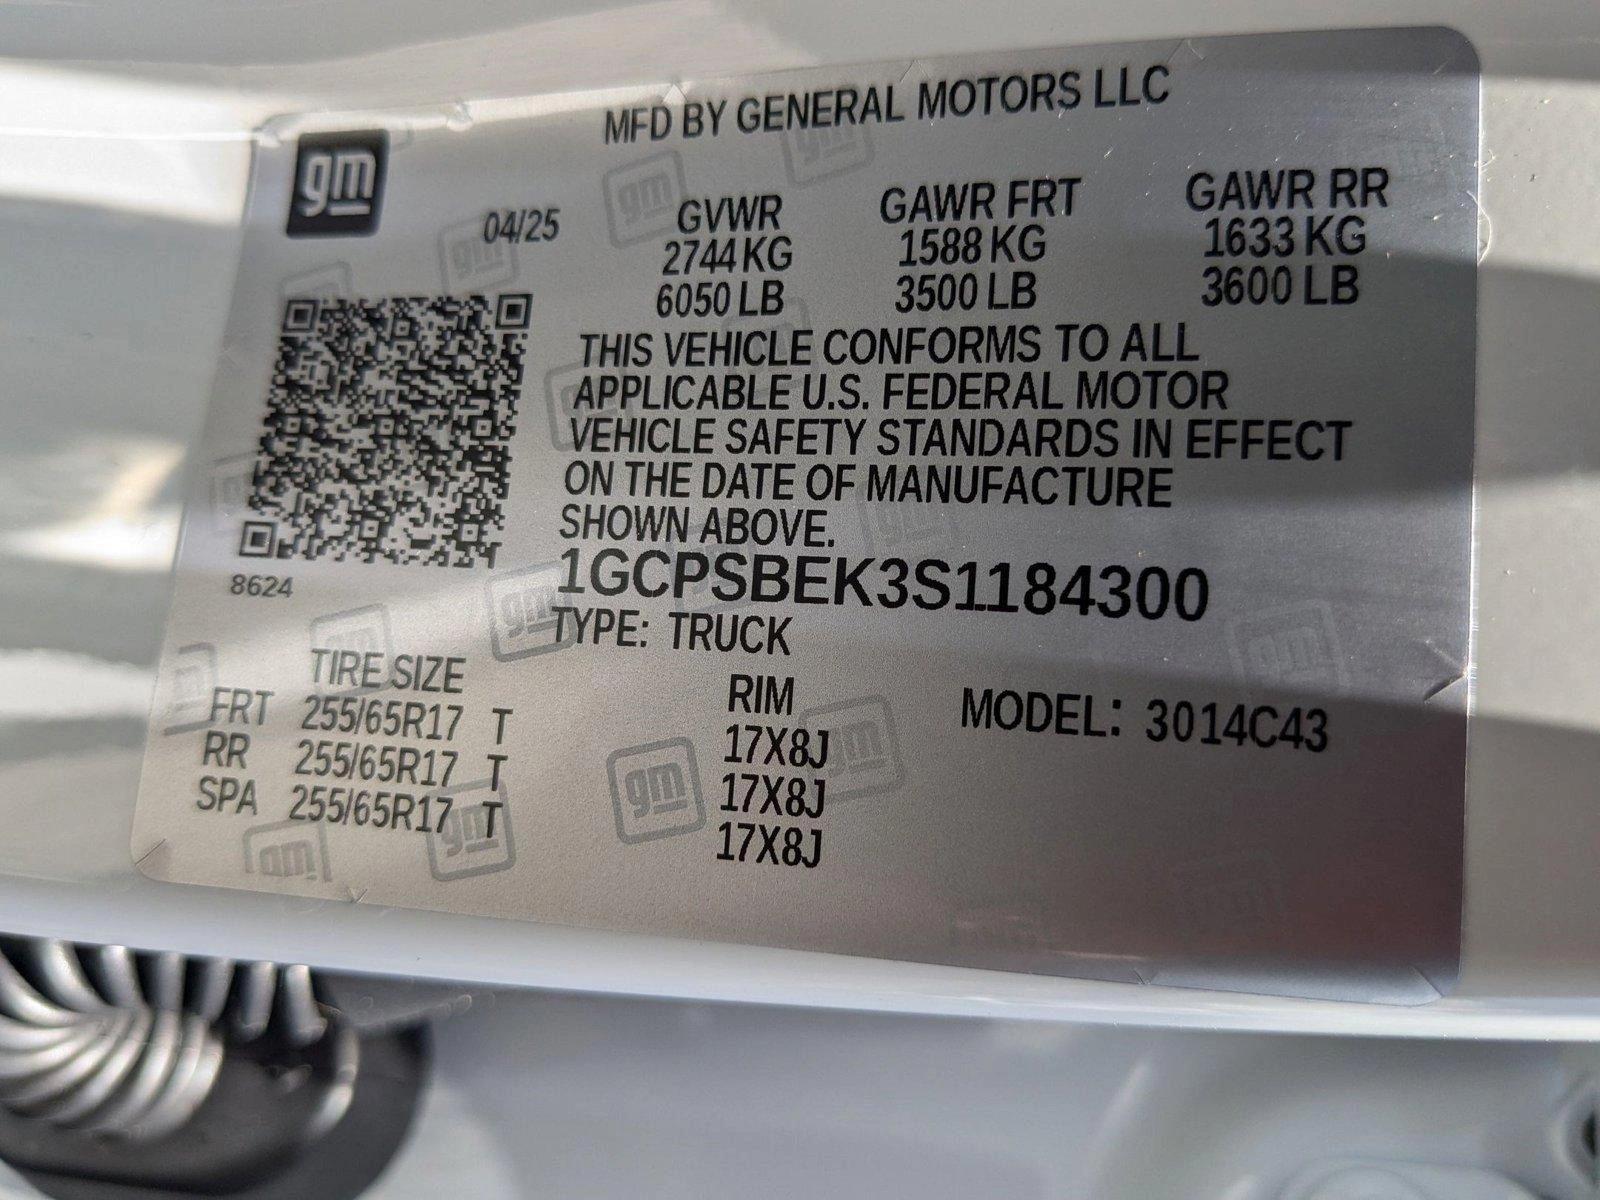 MFD BY GENERAL MOTORS LLC
gm
04/25
GVWR GAWR FRT GAWR RR
2744 KG 1588 KG 1633 KG
6050 LB 3500 LB 3600 LB
THIS VEHICLE CONFORMS TO ALL
APPLICABLE U.S. FEDERAL MOTOR
VEHICLE SAFETY STANDARDS IN EFFECT
ON THE DATE OF MANUFACTURE
SHOWN ABOVE.
8624
1GCPSBEK3S1184300
TYPE: TRUCK
TIRE SIZE RIM MODEL: 3014C43
FRT 255/65R17 T 17X8J
RR 255/65R17 T 17X8J
SPA 255/65R17 T 17X8J